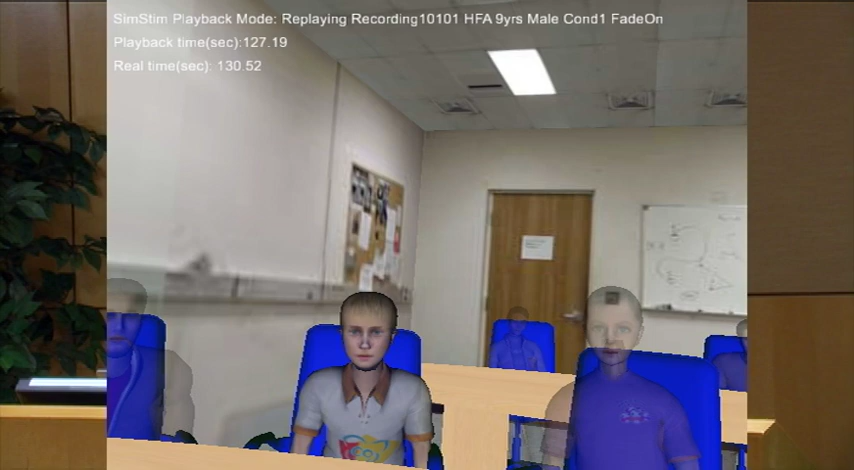 SimStim Playback Mode: Replaying Recording10101 HFA 9yrs Male Cond1 FadeOn
Playback time(sec):127.19
Real time(sec): 130.52